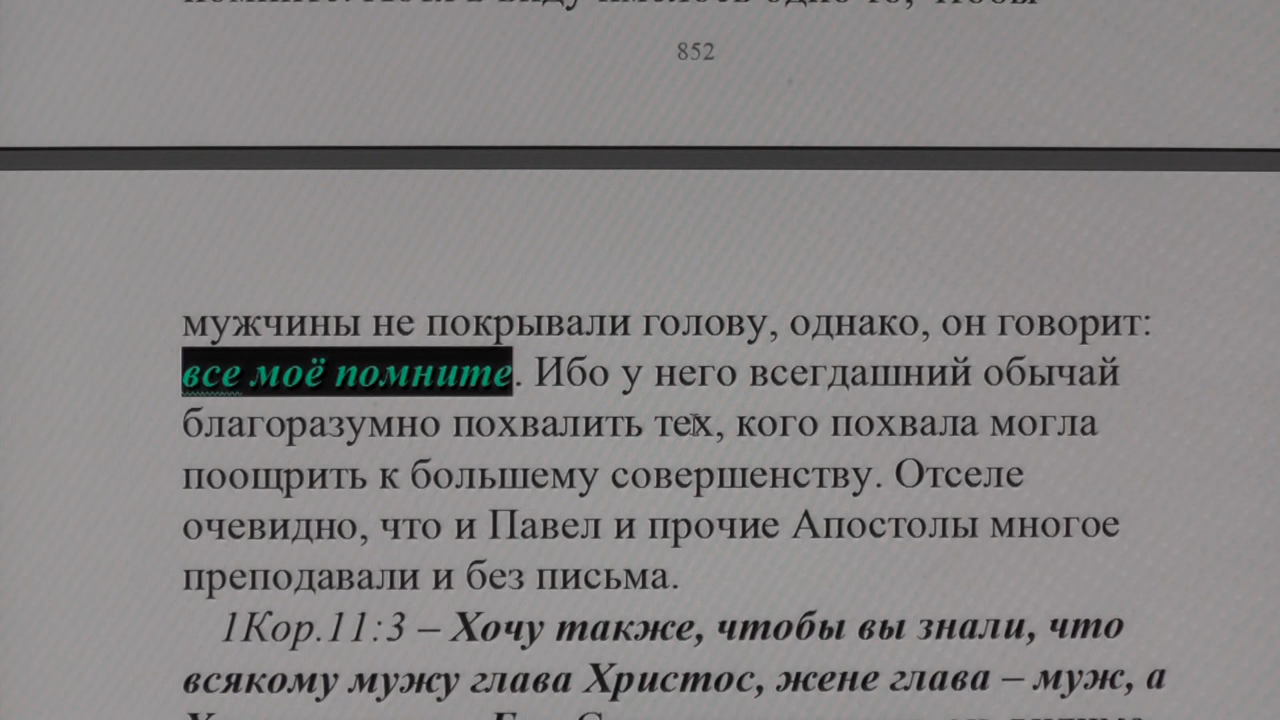 852
мужчины не покрывали голову, однако, он говорит:
все моё помните. Ибо у него всегдашний обычай
благоразумно похвалить тех, кого похвала могла
поощрить к большему совершенству. Отселе
очевидно, что и Павел и прочие Апостолы многое
преподавали и без письма.
1Кор.11:3 – Хочу также, чтобы вы знали, что
всякому мужу глава Христос, жене глава – муж, а